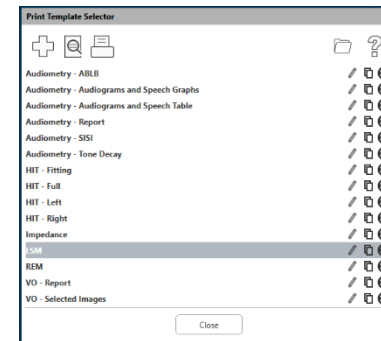 Print Template Selector
?
Audiometry - ABLB
Audiometry - Audiograms and Speech Graphs
Audiometry - Audiograms and Speech Table
Audiometry - Report
Audiometry - SISI
Audiometry - Tone Decay
HIT - Fitting
HIT - Full
HIT - Left
HIT - Right
Impedance
LSM
REM
VO - Report
VO - Selected Images
Close